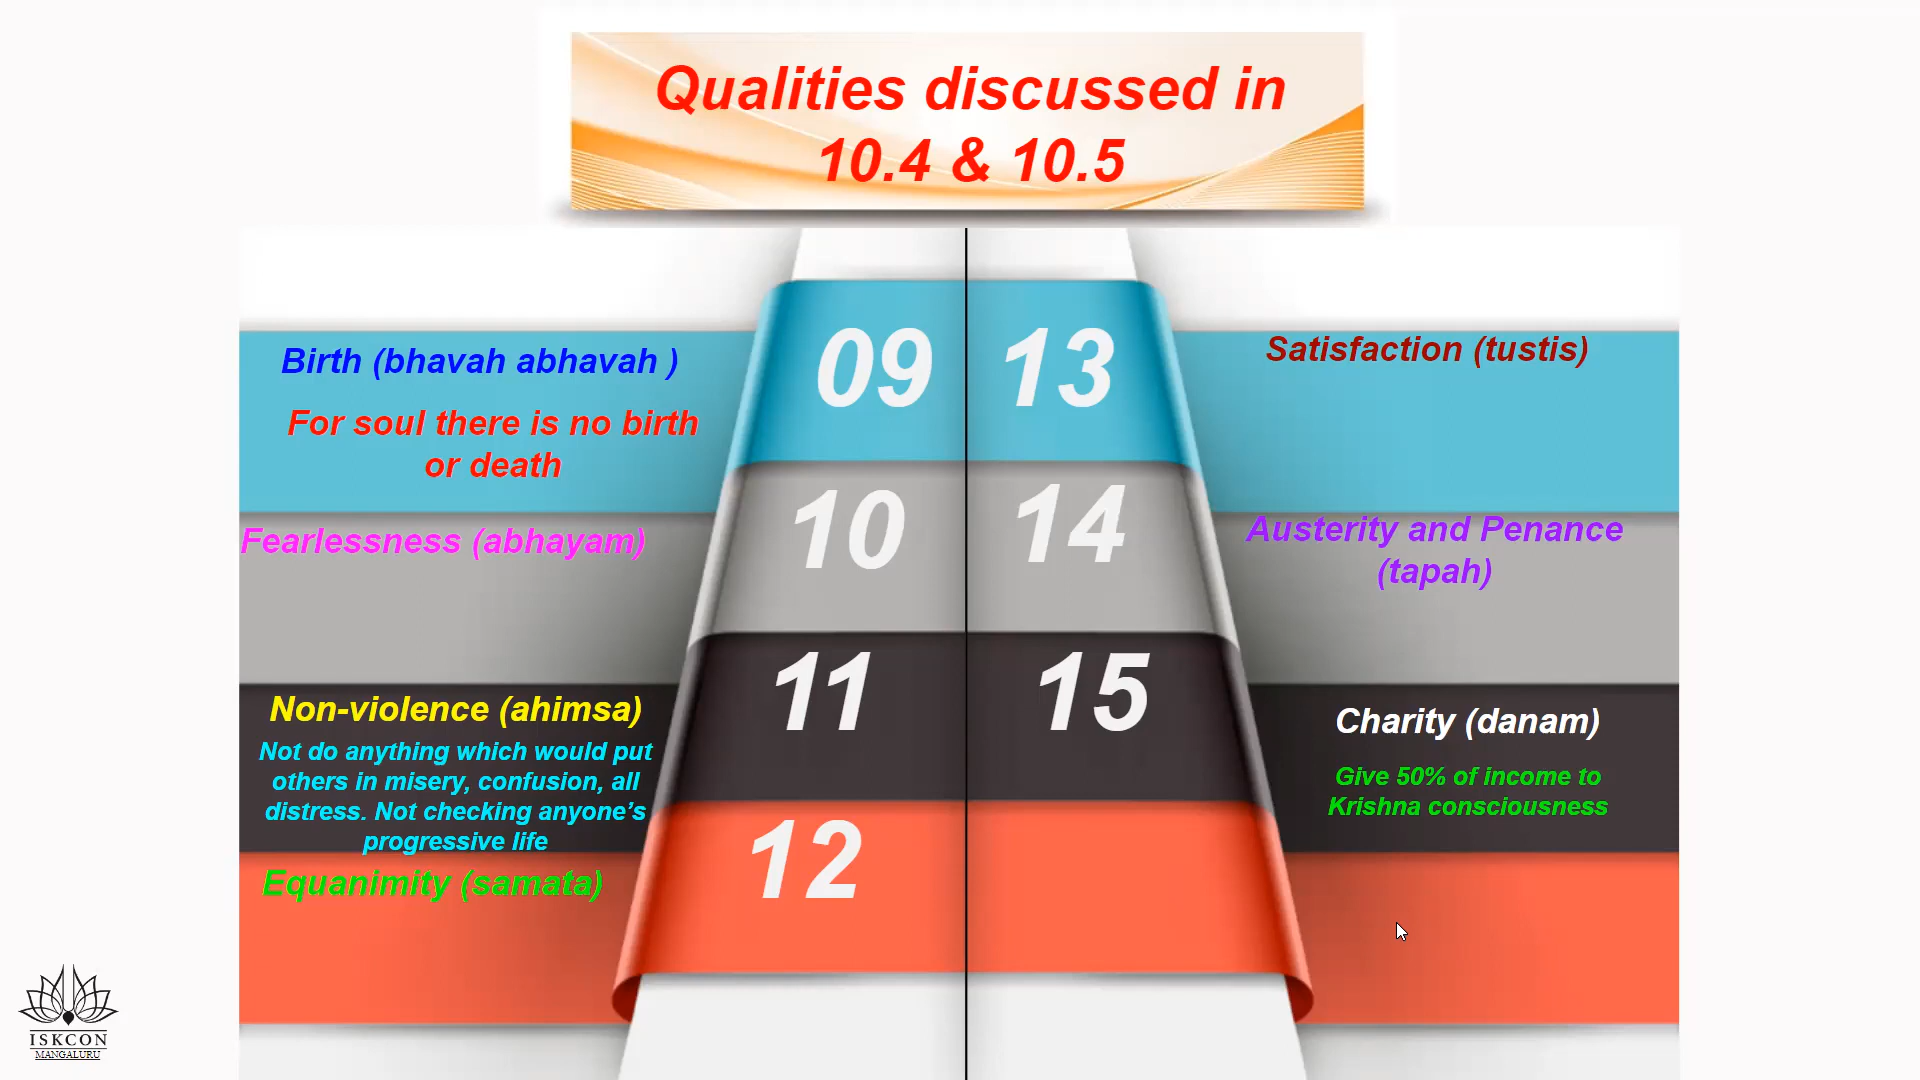 Qualities discussed in
10.4 & 10.5
09
Birth (bhavah abhavah )
For soul there is no birth
or death
10
Fearlessness (abhayam)
11
Non-violence (ahimsa)
Not do anything which would put
others in misery, confusion, all
distress. Not checking anyone's
progressive life
12
Equanimity (samata)
13
Satisfaction (tustis)
14
Austerity and Penance
(tapah)
15
Charity (danam)
Give 50% of income to
Krishna consciousness
ISKCON
MANGALURU